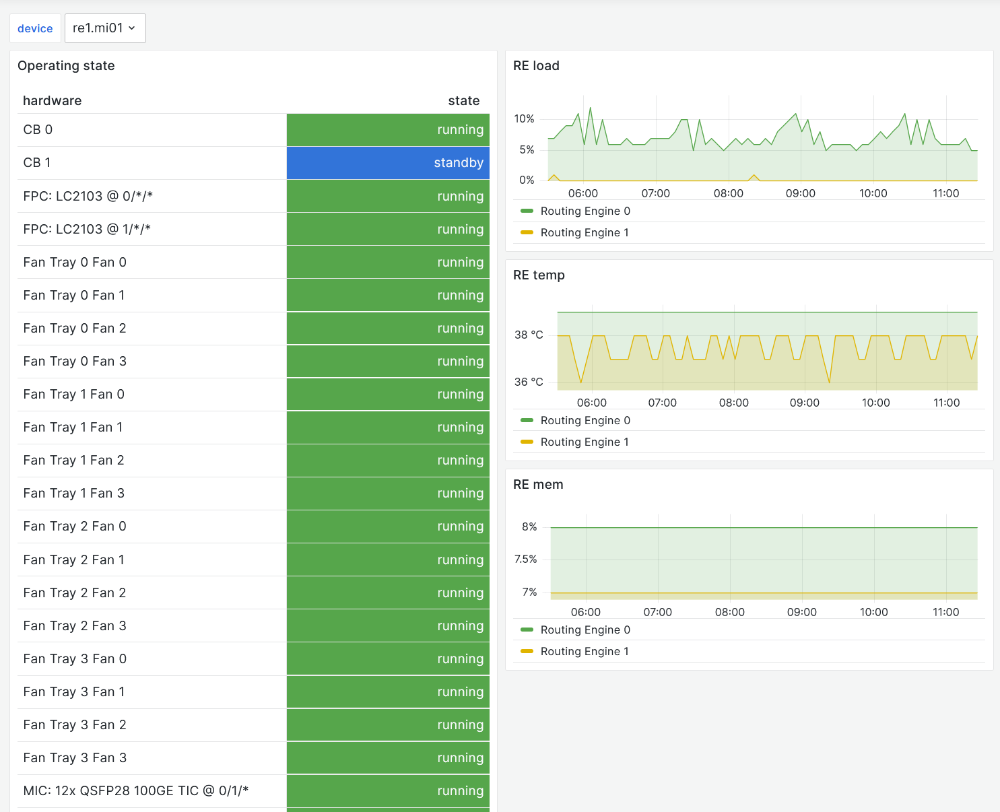 device re1.mi01
Operating state
hardware state
CB 0 running
CB 1 standby
FPC: LC2103 @ 0/*/* running
FPC: LC2103 @ 1/*/* running
Fan Tray 0 Fan 0 running
Fan Tray 0 Fan 1 running
Fan Tray 0 Fan 2 running
Fan Tray 0 Fan 3 running
Fan Tray 1 Fan 0 running
Fan Tray 1 Fan 1 running
Fan Tray 1 Fan 2 running
Fan Tray 1 Fan 3 running
Fan Tray 2 Fan 0 running
Fan Tray 2 Fan 1 running
Fan Tray 2 Fan 2 running
Fan Tray 2 Fan 3 running
Fan Tray 3 Fan 0 running
Fan Tray 3 Fan 1 running
Fan Tray 3 Fan 2 running
Fan Tray 3 Fan 3 running
MIC: 12x QSFP28 100GE TIC @ 0/1/* running
RE load
10%
5%
0%
06:00 07:00 08:00 09:00 10:00 11:00
Routing Engine 0
Routing Engine 1
RE temp
38 °C
36 °C
06:00 07:00 08:00 09:00 10:00 11:00
Routing Engine 0
Routing Engine 1
RE mem
8%
7.5%
7%
06:00 07:00 08:00 09:00 10:00 11:00
Routing Engine 0
Routing Engine 1